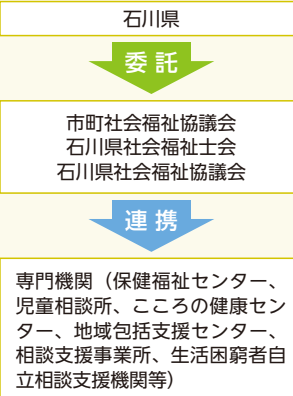 石川県
委託
市町社会福祉協議会
石川県社会福祉士会
石川県社会福祉協議会
連携
専門機関（保健福祉センター、
児童相談所、こころの健康セン
ター、地域包括支援センター、
相談支援事業所、生活困窮者自
立相談支援機関等）